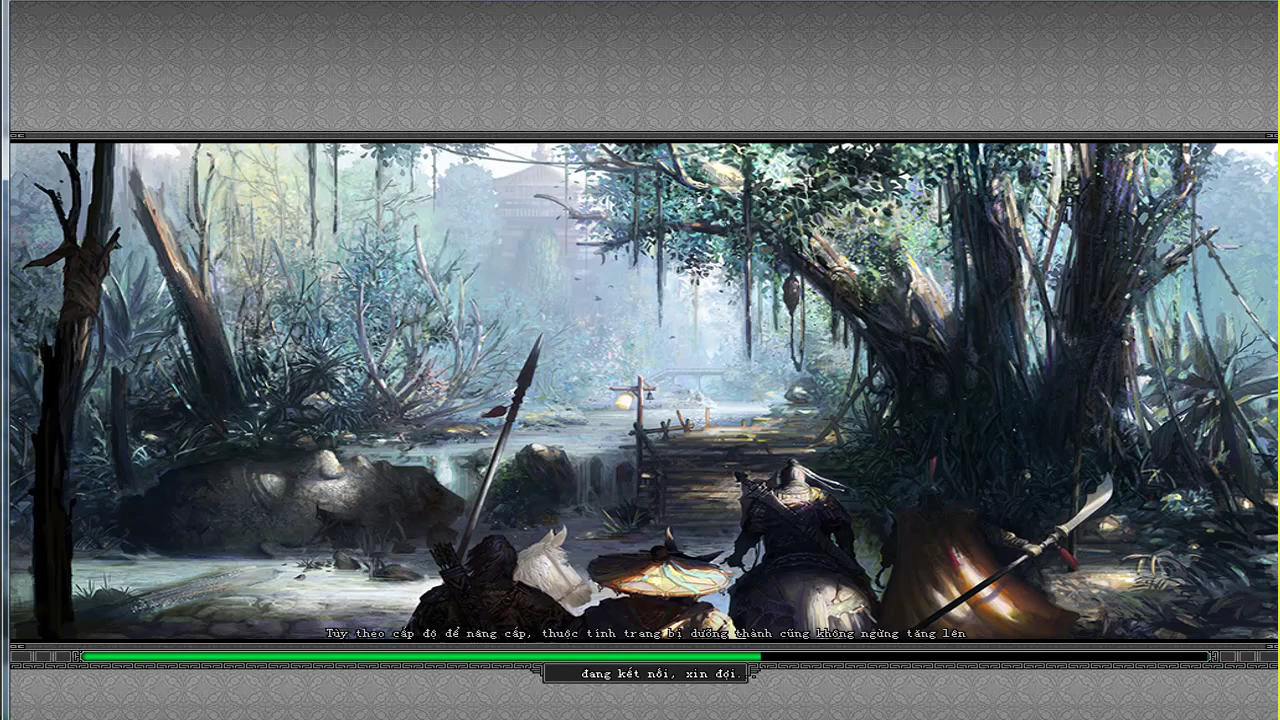 Tùy theo cấp độ để nâng cấp, thuộc tính trang bị dưỡng thành cũng không ngừng tăng lên
đang kết nối, xin đợi.